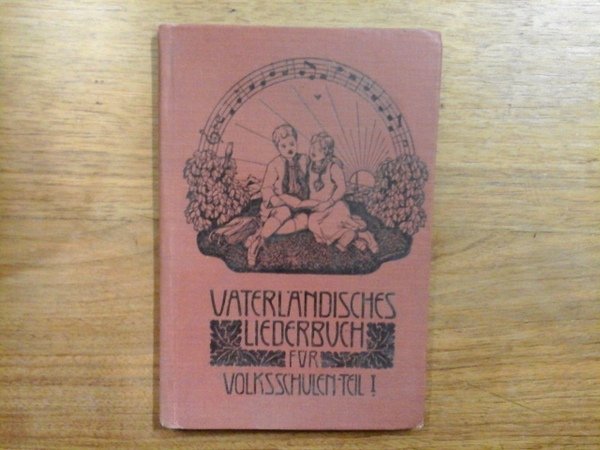 VATERLÄNDISCHES
LIEDERBUCH
FÜR
VOLKSSCHULEN·TEIL I.